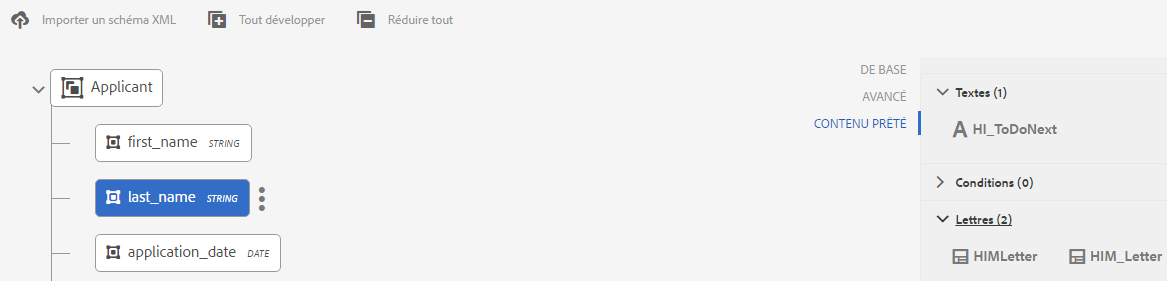 Importer un schéma XML Tout développer Réduire tout
Applicant
first_name STRING
last_name STRING
application_date DATE
DE BASE
AVANCÉ
CONTENU PRÊTÉ
Textes (1)
A HI_ToDoNext
Conditions (0)
Lettres (2)
HIMLetter HIM_Letter